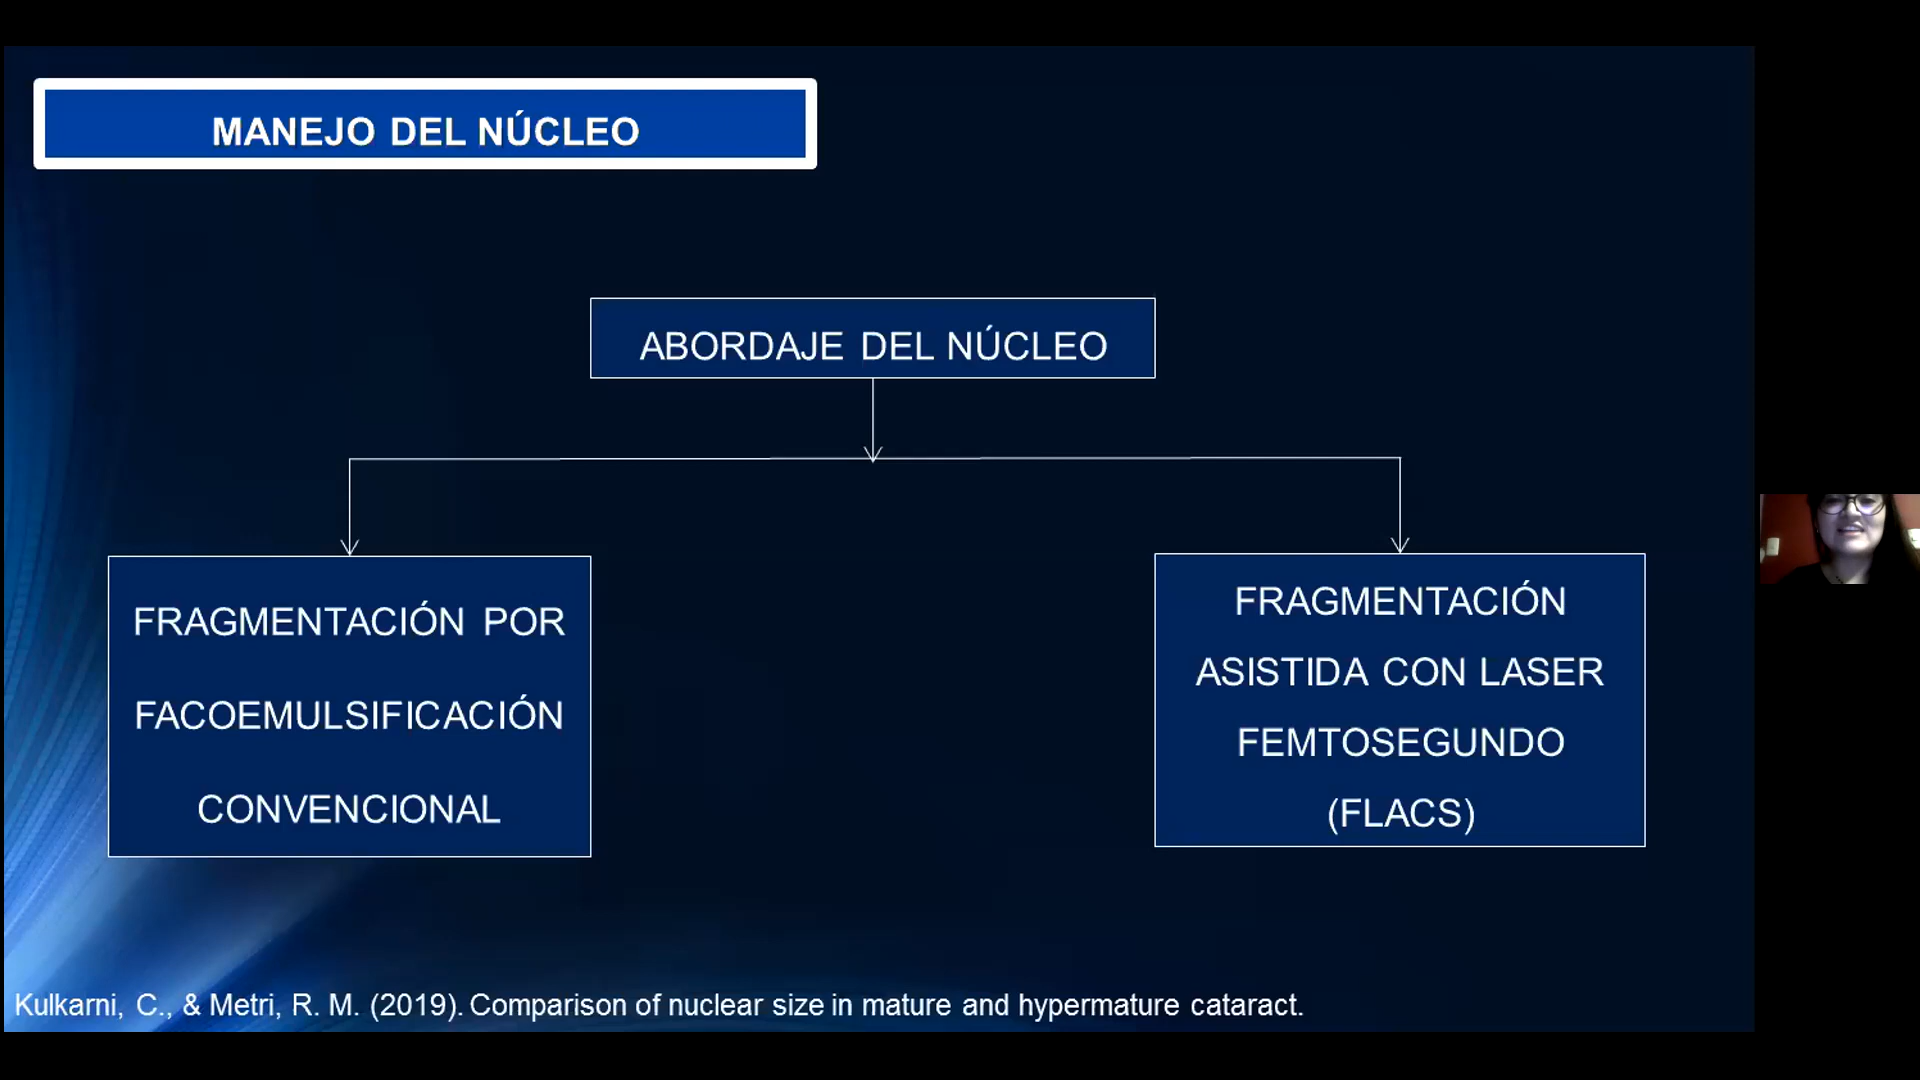 MANEJO DEL NÚCLEO
ABORDAJE DEL NÚCLEO
FRAGMENTACIÓN POR
FACOEMULSIFICACIÓN
CONVENCIONAL
FRAGMENTACIÓN
ASISTIDA CON LASER
FEMTOSEGUNDO
(FLACS)
Kulkarni, C., & Metri, R. M. (2019). Comparison of nuclear size in mature and hypermature cataract.